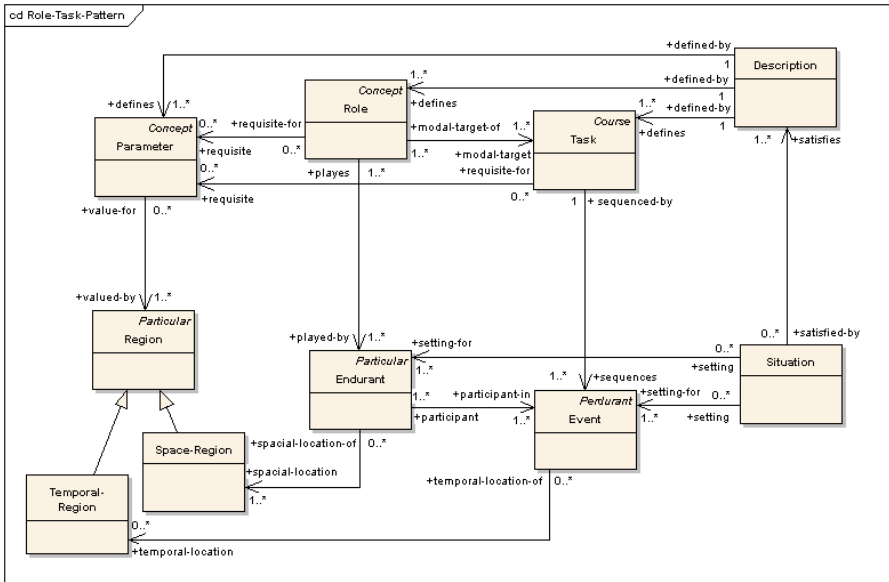 cd Role-Task-Pattern
+defined-by
1
Description
1..*
+defined-by
1
+defines
1..*
+defined-by
1
+defines
1..*
Concept
Role
+defines
1..*
Concept
Parameter
0..*
+requisite-for
+requisite
0..*
0..*
+modal-target-of
1..*
1..*
+modal-target
Course
Task
+requisite-for
+requisite
0..*
+playes
1..*
1
+ sequenced-by
1..*
+satisfies
+value-for
0..*
+valued-by
1..*
Particular
Region
+played-by
1..*
Particular
Endurant
+setting-for
1..*
0..*
+setting
0..*
+satisfied-by
Situation
1..*
+sequences
1..*
+participant-in
+participant
1..*
Perdurant
Event
+setting-for
0..*
1..*
+setting
Space-Region
+spacial-location-of
0..*
+spacial-location
1..*
+temporal-location-of
0..*
Temporal-
Region
0..*
+temporal-location